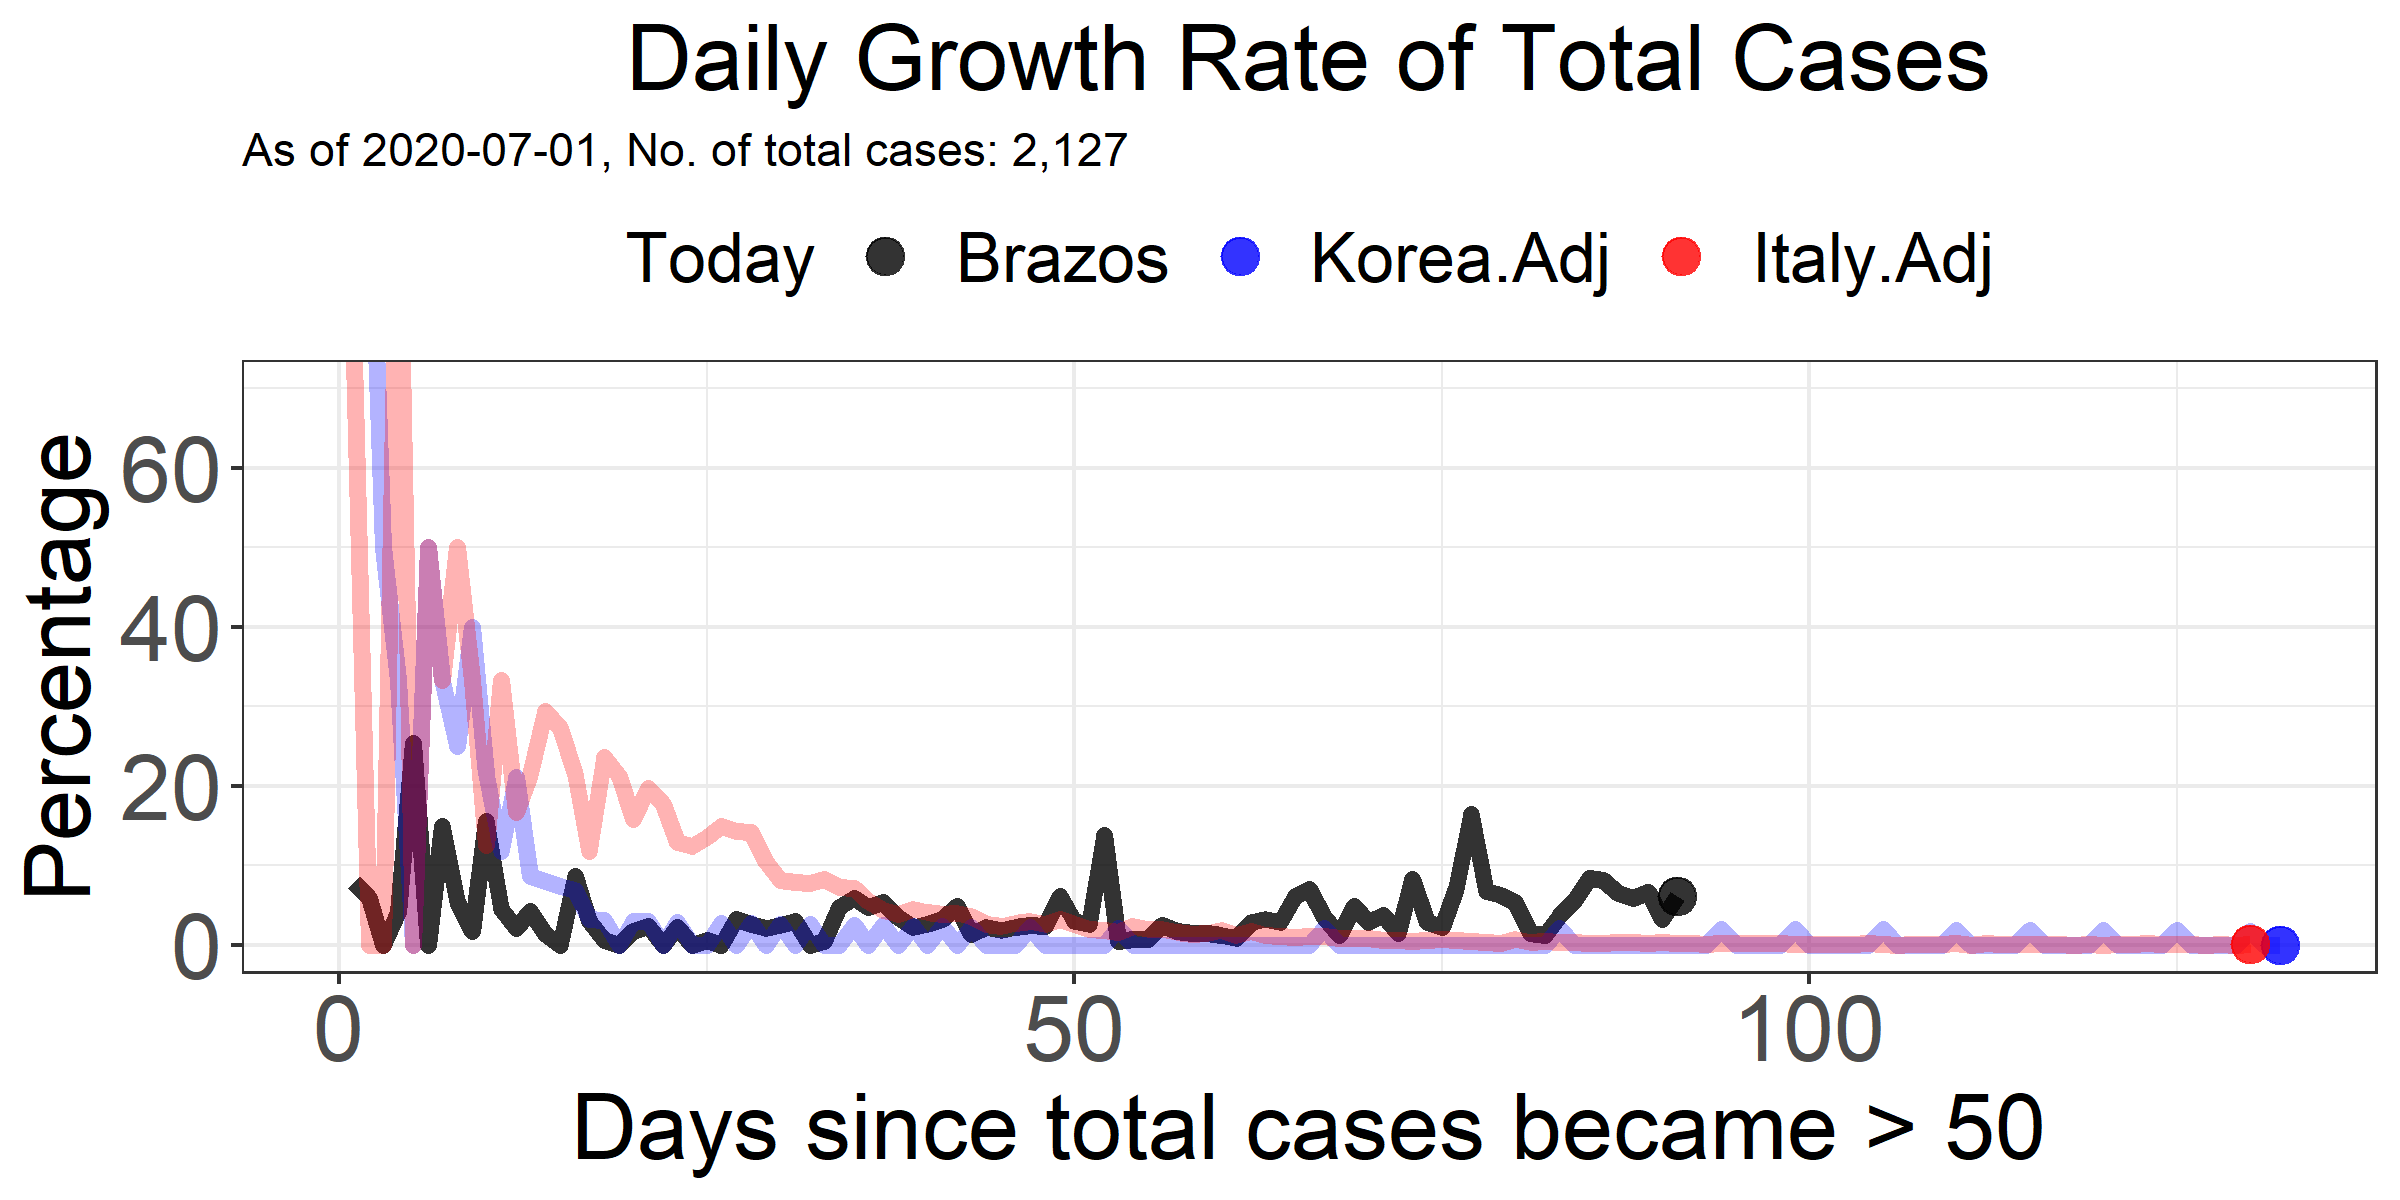 Daily Growth Rate of Total Cases
As of 2020-07-01, No. of total cases: 2,127
Today Brazos Korea.Adj Italy.Adj
Percentage
60
40
20
0
0 50 100
Days since total cases became > 50